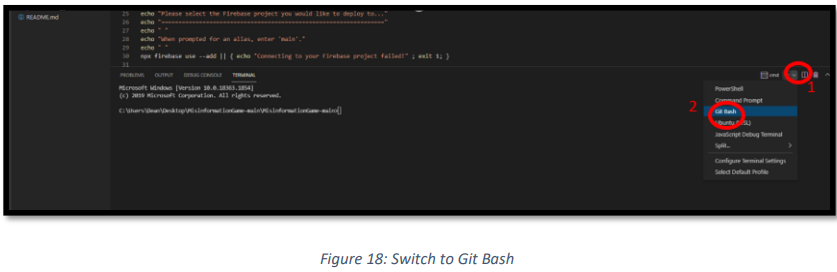 README.md
25 echo "Please select the Firebase project you would like to deploy to..."
26 echo "================================================================"
27 echo " "
28 echo "When prompted for an alias, enter 'main'."
29 echo " "
30 npx firebase use --add || { echo "Connecting to your Firebase project failed!" ; exit 1; }
31
PROBLEMS OUTPUT DEBUG CONSOLE TERMINAL
cmd
1
Microsoft Windows [Version 10.0.18363.1854]
(c) 2019 Microsoft Corporation. All rights reserved.
C:\Users\Dean\Desktop\MisinformationGame-main\MisinformationGame-main>
2
PowerShell
Command Prompt
Git Bash
Ubuntu
JavaScript Debug Terminal
Split...
Configure Terminal Settings
Select Default Profile
Figure 18: Switch to Git Bash